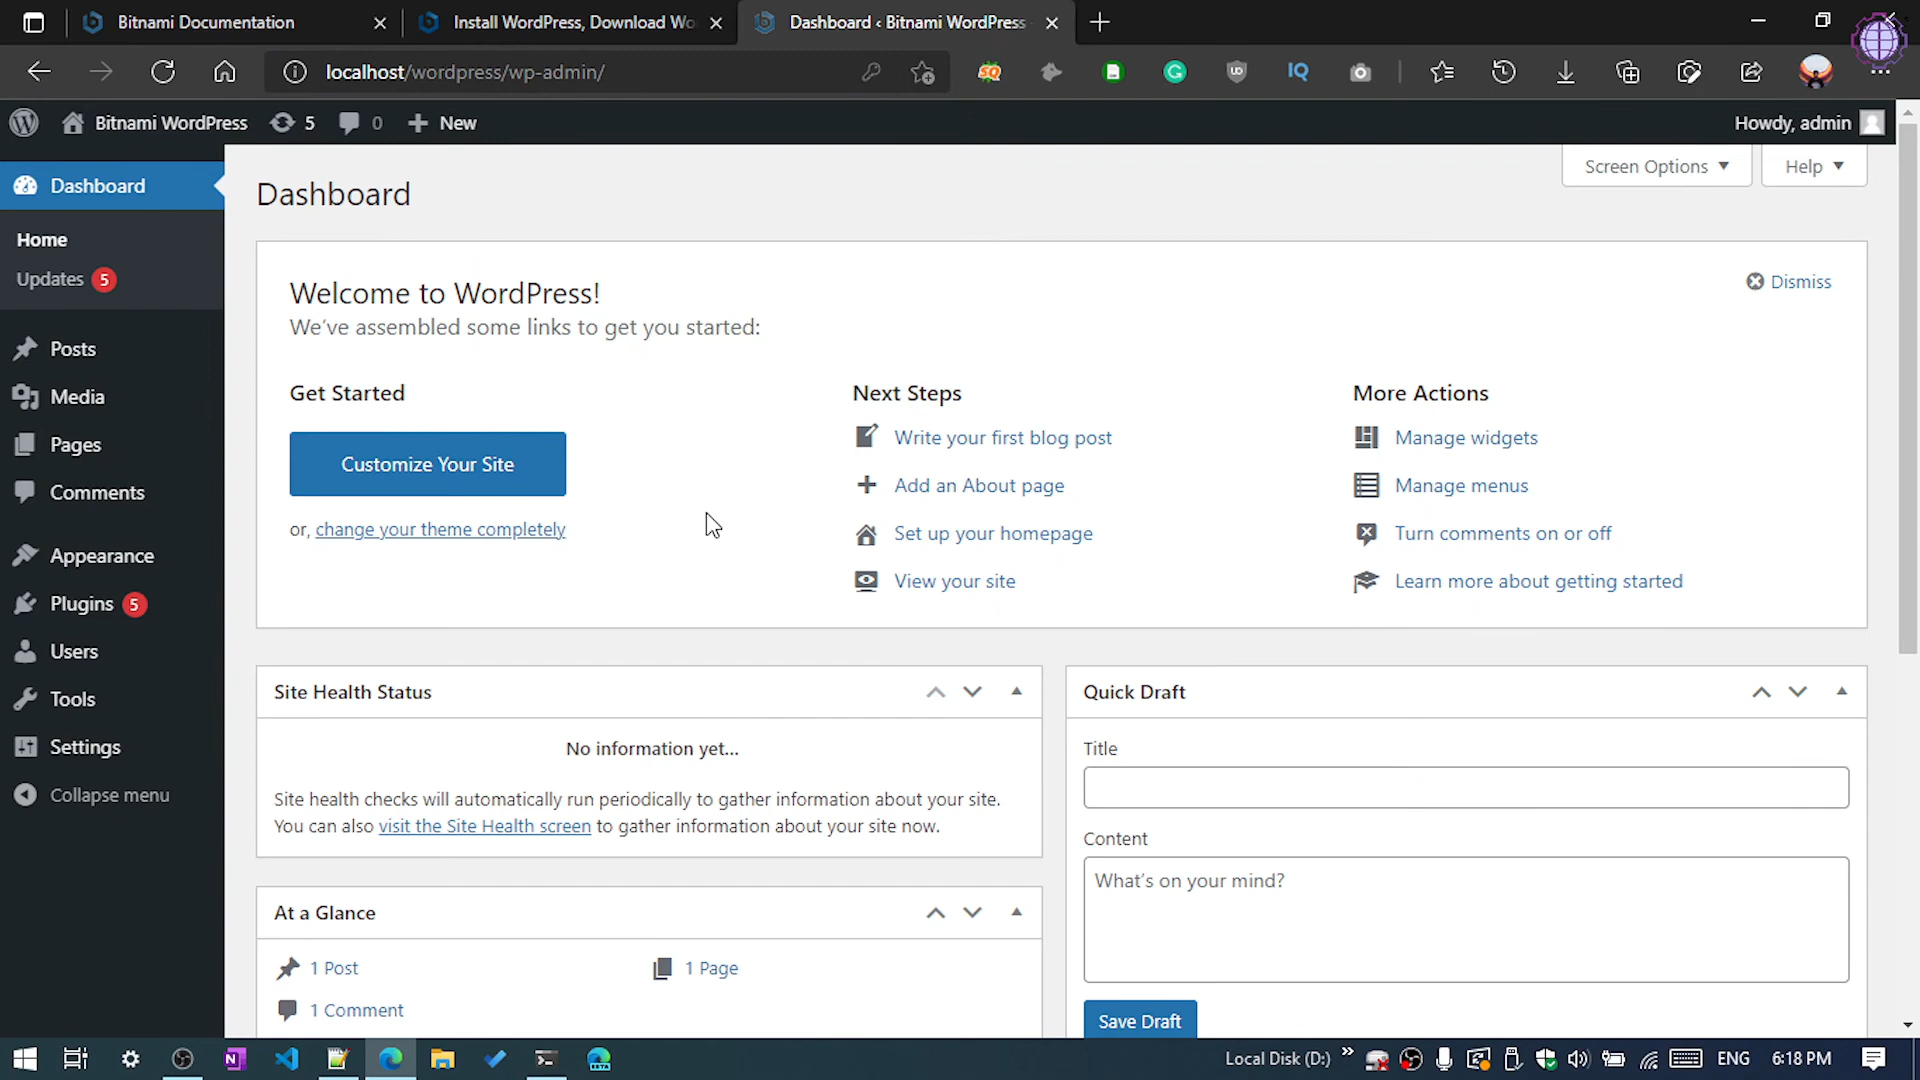 Bitnami Documentation
Install WordPress, Download Wo
Dashboard ‹ Bitnami WordPress
localhost/wordpress/wp-admin/
SQ
G
UD
IQ
Bitnami WordPress
5
0
New
Howdy, admin
Dashboard
Home
Updates 5
Posts
Media
Pages
Comments
Appearance
Plugins 5
Users
Tools
Settings
Collapse menu
Screen Options
Help
Dashboard
Welcome to WordPress!
Dismiss
We've assembled some links to get you started:
Get Started
Customize Your Site
or, change your theme completely
Next Steps
Write your first blog post
Add an About page
Set up your homepage
View your site
More Actions
Manage widgets
Manage menus
Turn comments on or off
Learn more about getting started
Site Health Status
No information yet...
Site health checks will automatically run periodically to gather information about your site.
You can also visit the Site Health screen to gather information about your site now.
At a Glance
1 Post
1 Page
1 Comment
Quick Draft
Title
Content
What's on your mind?
Save Draft
Local Disk (D:)
ENG
6:18 PM